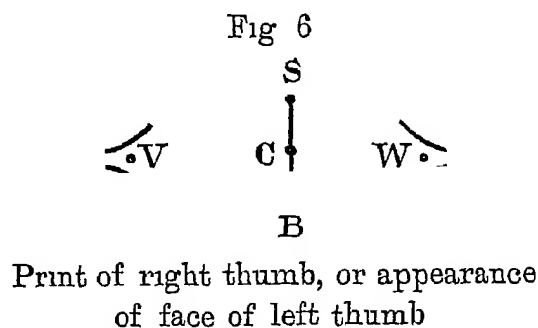 Fig 6
S
V C W
B
Print of right thumb, or appearance
of face of left thumb